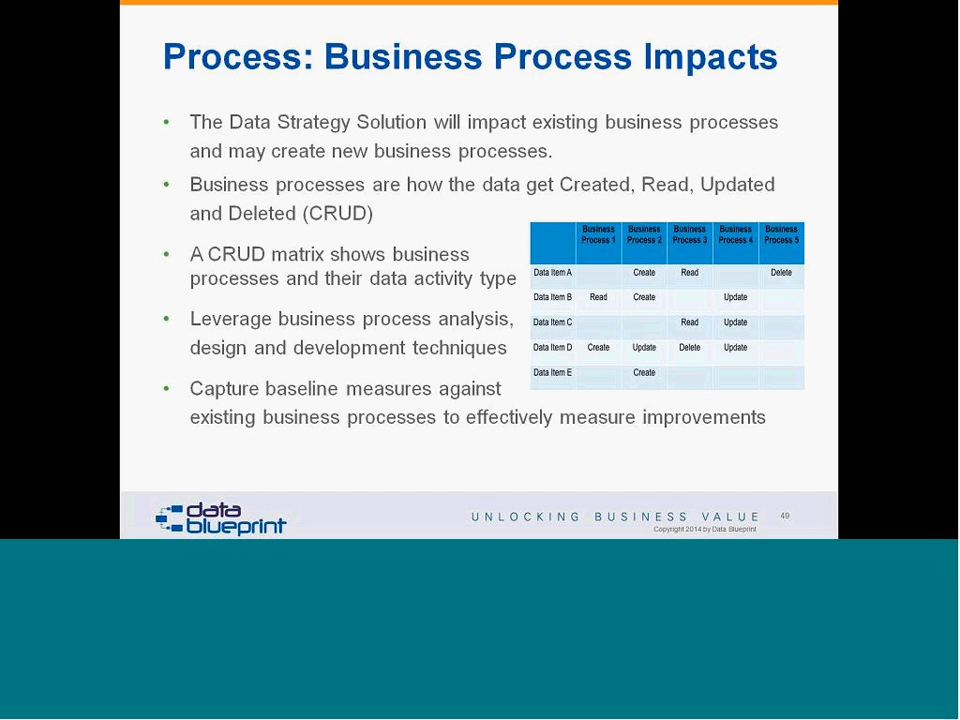 Process: Business Process Impacts
• The Data Strategy Solution will impact existing business processes
and may create new business processes.
• Business processes are how the data get Created, Read, Updated
and Deleted (CRUD)
• A CRUD matrix shows business
processes and their data activity type
• Leverage business process analysis,
design and development techniques
• Capture baseline measures against
existing business processes to effectively measure improvements
Business Business Business Business Business
Process 1 Process 2 Process 3 Process 4 Process 5
Data Item A Create Read Delete
Data Item B Read Create Update
Data Item C Read Update
Data Item D Create Update Delete Update
Data Item E Create
data
blueprint
UNLOCKING BUSINESS VALUE 49
Copyright 2014 by Data Blueprint